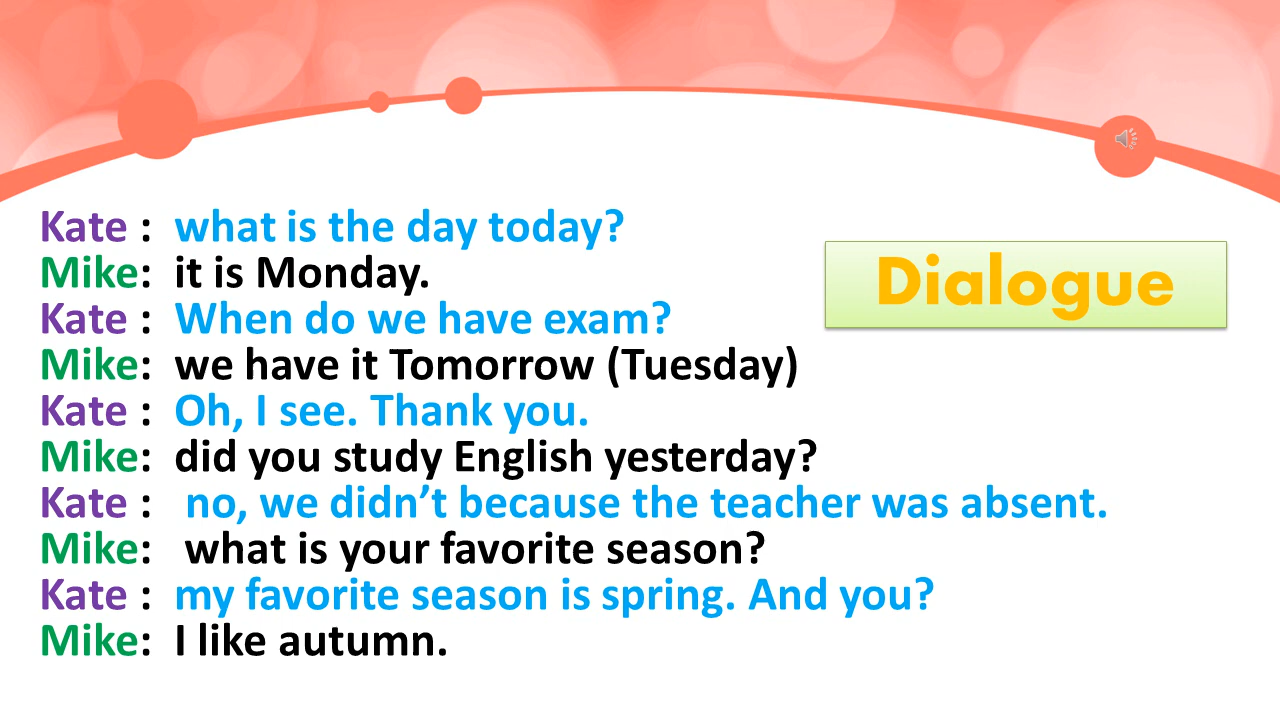 Kate : what is the day today?
Mike: it is Monday.
Dialogue
Kate : When do we have exam?
Mike: we have it Tomorrow (Tuesday)
Kate : Oh, I see. Thank you.
Mike: did you study English yesterday?
Kate : no, we didn’t because the teacher was absent.
Mike: what is your favorite season?
Kate : my favorite season is spring. And you?
Mike: I like autumn.